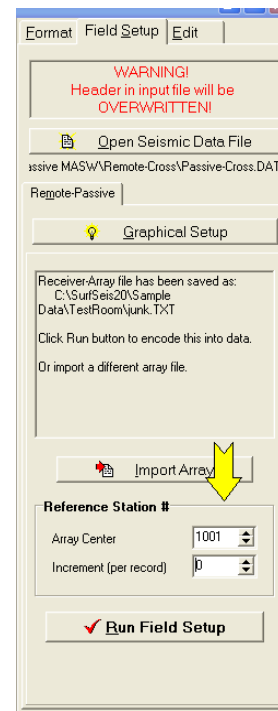 Format Field Setup Edit
WARNING!
Header in input file will be
OVERWRITTEN!
Open Seismic Data File
assive MASW\Remote-Cross\Passive-Cross.DAT
Remote-Passive
Graphical Setup
Receiver-Array file has been saved as:
C:\SurfSeis20\Sample
Data\TestRoom\junk.TXT
Click Run button to encode this into data.
Or import a different array file.
Import Array
Reference Station #
Array Center 1001
Increment (per record) 0
Run Field Setup